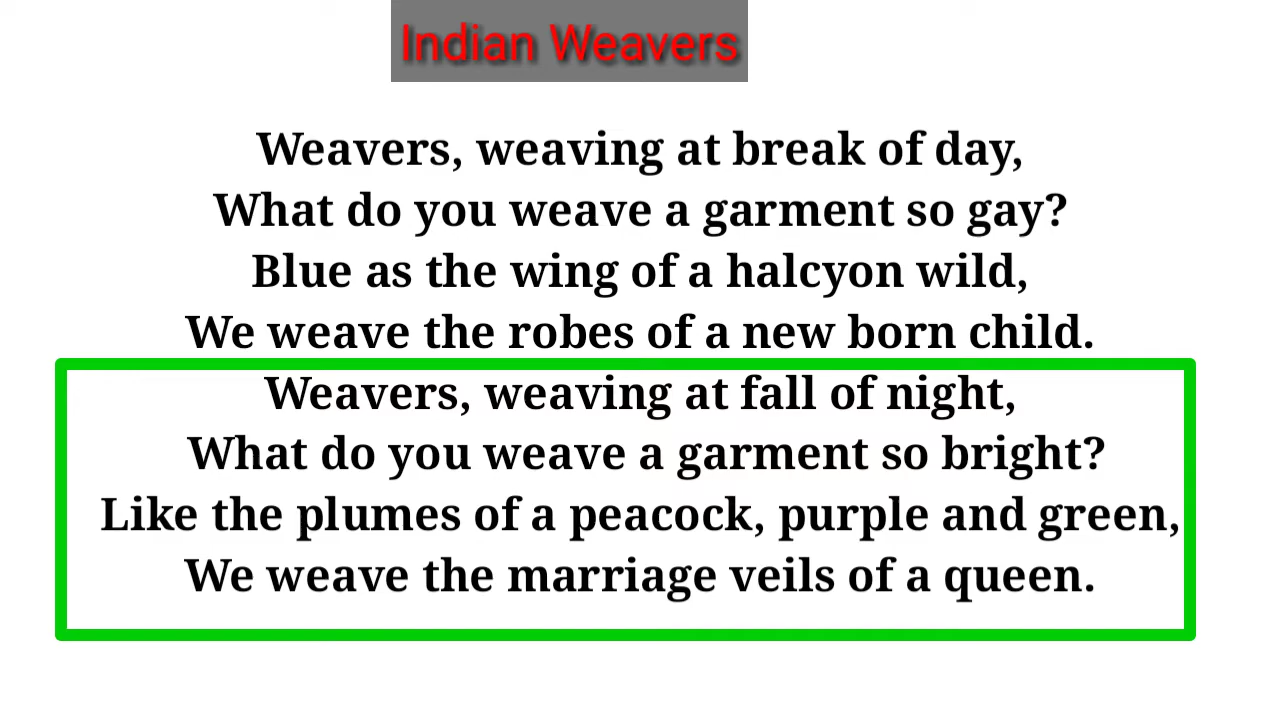 Indian Weavers
Weavers, weaving at break of day,
What do you weave a garment so gay?
Blue as the wing of a halcyon wild,
We weave the robes of a new born child.
Weavers, weaving at fall of night,
What do you weave a garment so bright?
Like the plumes of a peacock, purple and green,
We weave the marriage veils of a queen.